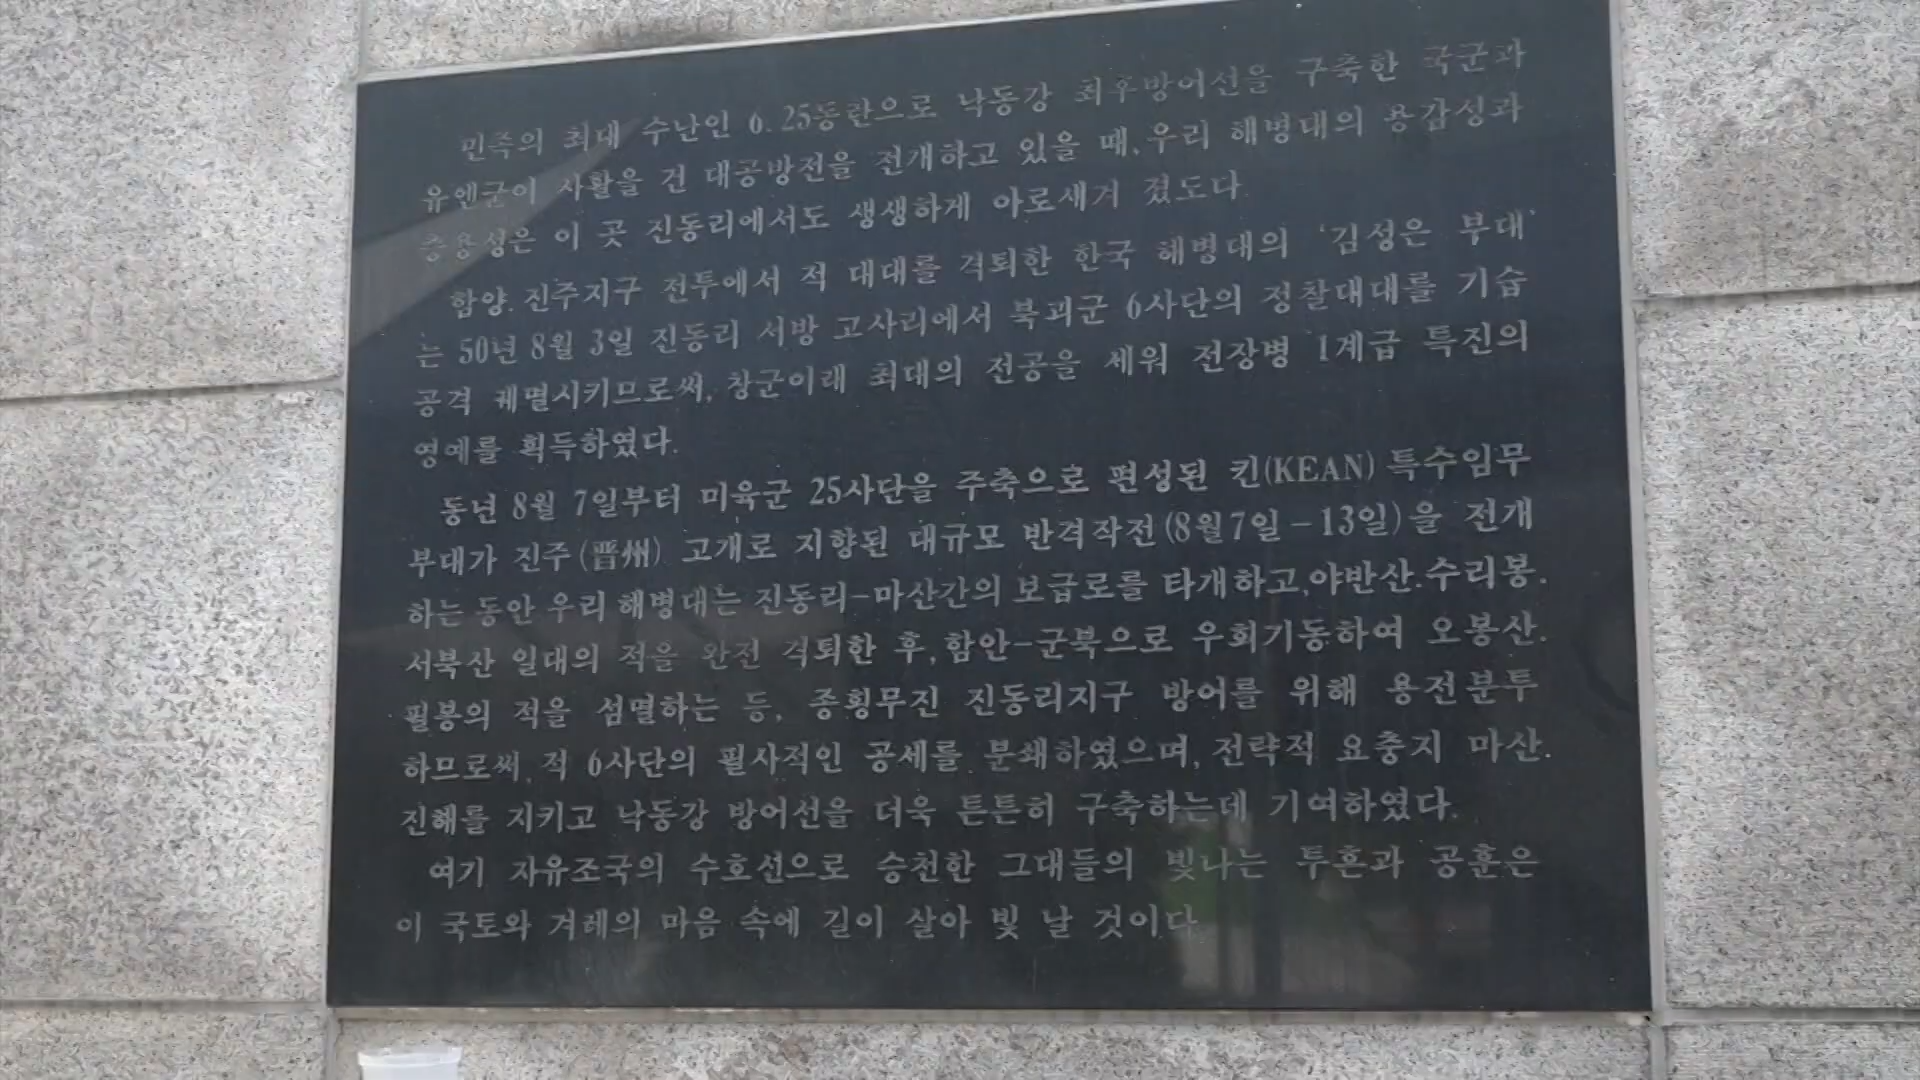 민족의 최대 수난인 6.25동란으로 낙동강 최후방어선을 구축한 국군과
유엔군이 사활을 건 대공방전을 전개하고 있을 때,우리 해병대의 용감성과
충용성은 이 곳 진동리에서도 생생하게 아로새겨 졌도다.
함양.진주지구 전투에서 적 대대를 격퇴한 한국 해병대의 '김성은 부대'
는 50년 8월 3일 진동리 서방 고사리에서 북괴군 6사단의 정찰대대를 기습
공격 궤멸시키므로써, 창군이래 최대의 전공을 세워 전장병 1계급 특진의
영예를 획득하였다.
동년 8월 7일부터 미육군 25사단을 주축으로 편성된 킨(KEAN) 특수임무
부대가 진주(晋州) 고개로 지향된 대규모 반격작전(8월7일-13일)을 전개
하는 동안 우리 해병대는 진동리-마산간의 보급로를 타개하고,야반산.수리봉.
서북산 일대의 적을 완전 격퇴한 후,함안-군북으로 우회기동하여 오봉산.
필봉의 적을 섬멸하는 등, 종횡무진 진동리지구 방어를 위해 용전분투
하므로써, 적 6사단의 필사적인 공세를 분쇄하였으며, 전략적 요충지 마산.
진해를 지키고 낙동강 방어선을 더욱 튼튼히 구축하는데 기여하였다.
여기 자유조국의 수호선으로 승천한 그대들의 빛나는 투혼과 공훈은
이 국토와 겨레의 마음 속에 길이 살아 빛 날 것이다.